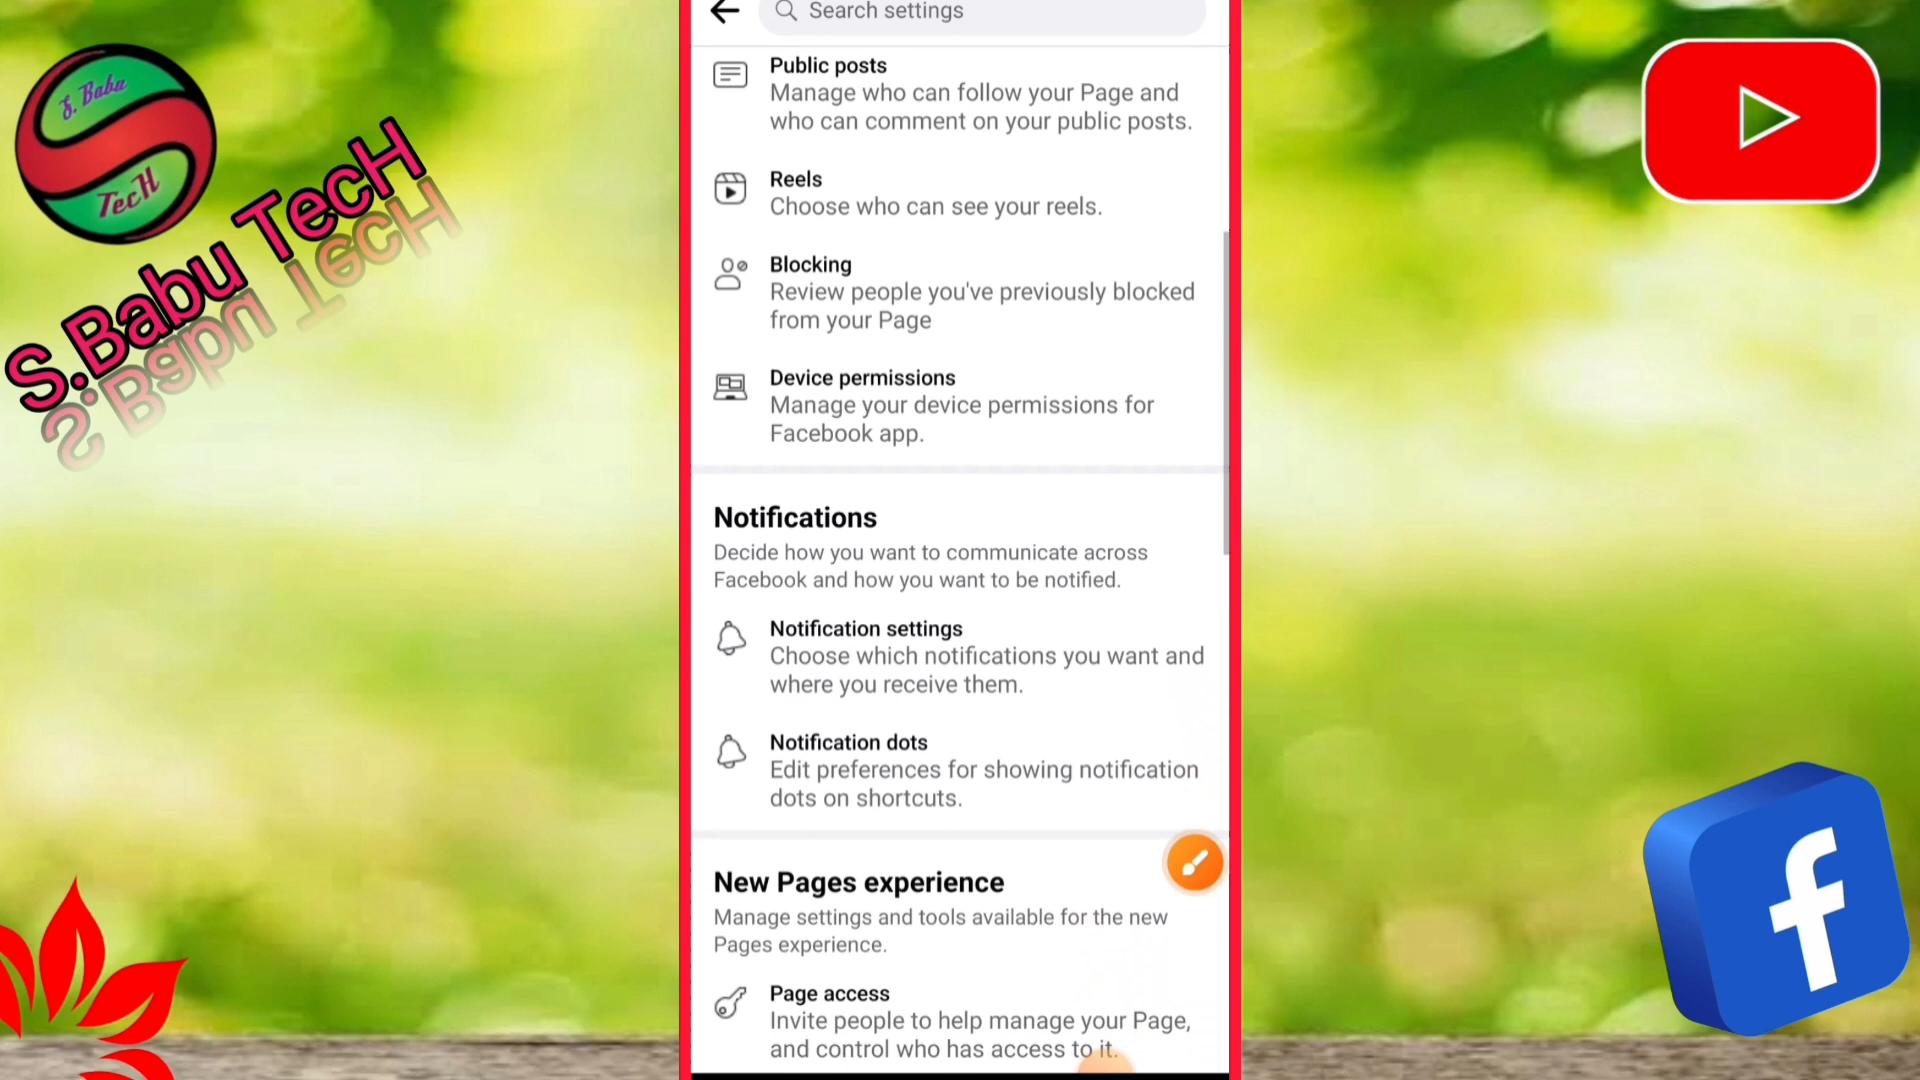 S. Babu
TecH
S.Babu TecH
S.Babu TecH
Search settings
Public posts
Manage who can follow your Page and
who can comment on your public posts.
Reels
Choose who can see your reels.
Blocking
Review people you've previously blocked
from your Page
Device permissions
Manage your device permissions for
Facebook app.
Notifications
Decide how you want to communicate across
Facebook and how you want to be notified.
Notification settings
Choose which notifications you want and
where you receive them.
Notification dots
Edit preferences for showing notification
dots on shortcuts.
New Pages experience
Manage settings and tools available for the new
Pages experience.
Page access
Invite people to help manage your Page,
and control who has access to it.
f